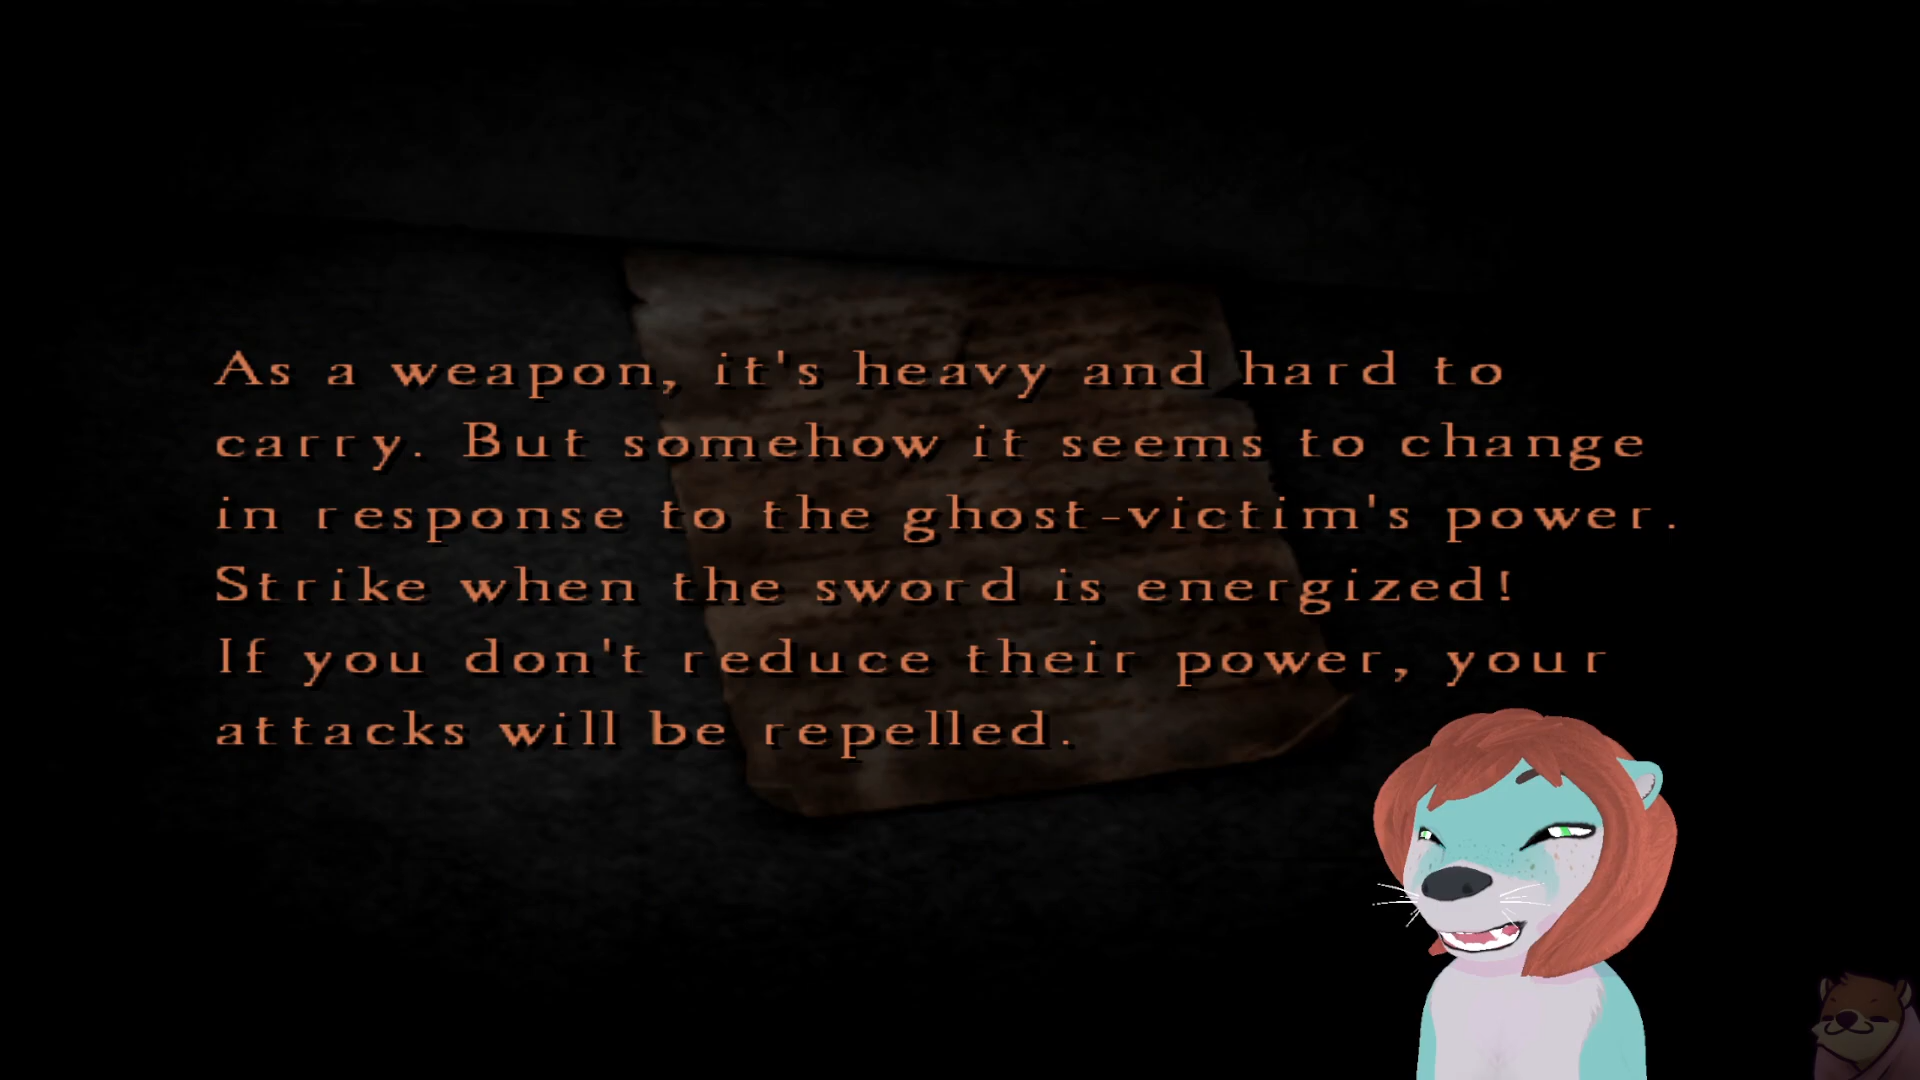 As a weapon, it's heavy and hard to
carry. But somehow it seems to change
in response to the ghost-victim's power.
Strike when the sword is energized!
If you don't reduce their power, your
attacks will be repelled.